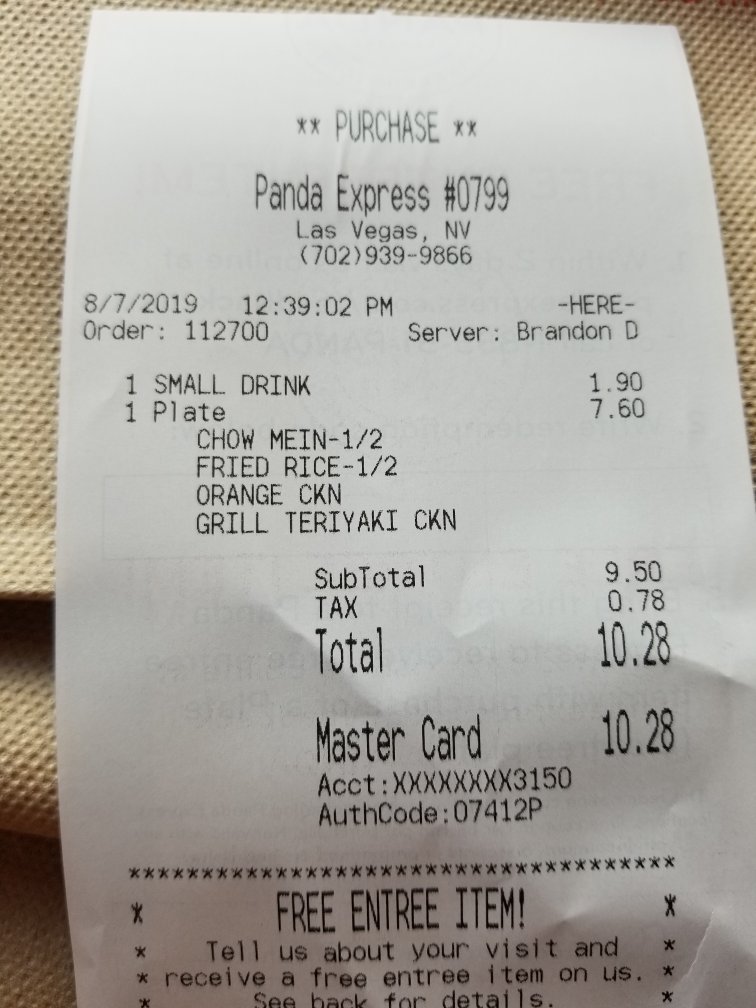 ** PURCHASE **
Panda Express #0799
Las Vegas, NV
(702)939-9866
8/7/2019 12:39:02 PM -HERE-
Order: 112700 Server: Brandon D
1 SMALL DRINK 1.90
1 Plate 7.60
CHOW MEIN-1/2
FRIED RICE-1/2
ORANGE CKN
GRILL TERIYAKI CKN
SubTotal 9.50
TAX 0.78
Total 10.28
Master Card 10.28
Acct:XXXXXXXX3150
AuthCode:07412P
**************************************
* FREE ENTREE ITEM! *
* Tell us about your visit and *
* receive a free entree item on us. *
* See back for details. *